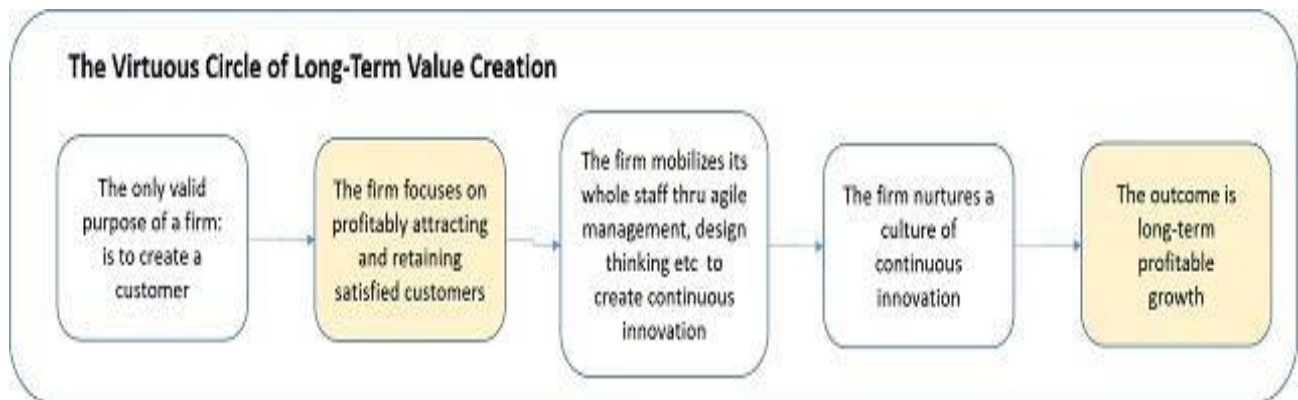 The Virtuous Circle of Long-Term Value Creation
The only valid
purpose of a firm:
is to create a
customer
The firm focuses on
profitably attracting
and retaining
satisfied customers
The firm mobilizes its
whole staff thru agile
management, design
thinking etc to
create continuous
innovation
The firm nurtures a
culture of
continuous
innovation
The outcome is
long-term
profitable
growth